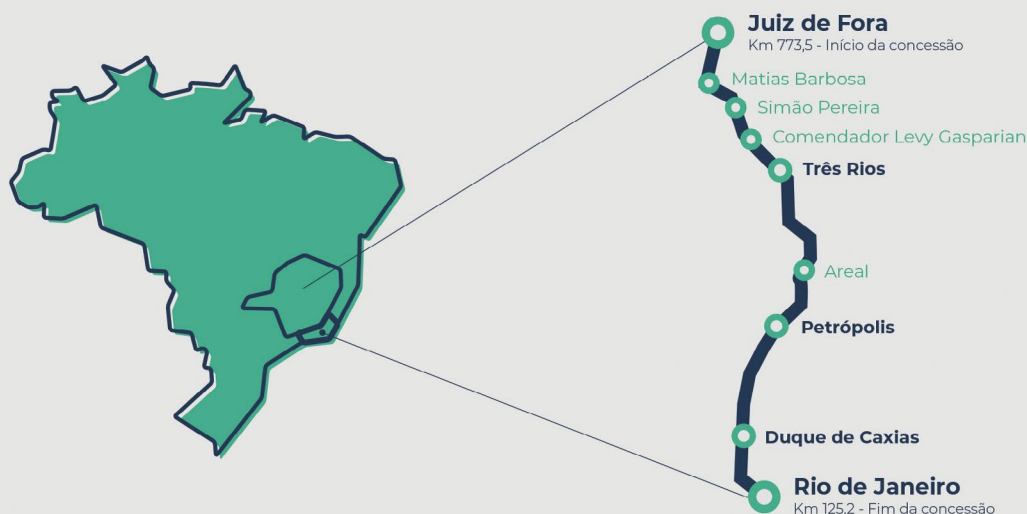 Juiz de Fora
Km 773,5 - Início da concessão
Matias Barbosa
Simão Pereira
Comendador Levy Gasparian
Três Rios
Areal
Petrópolis
Duque de Caxias
Rio de Janeiro
Km 125,2 - Fim da concessão